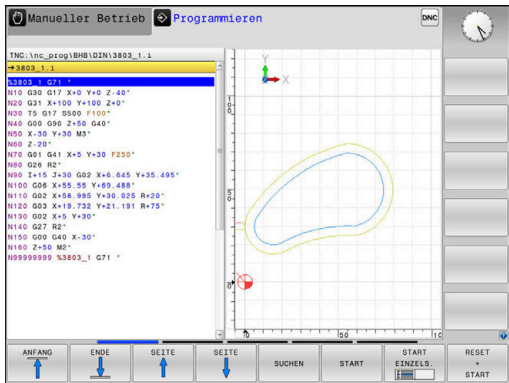 Manueller Betrieb
Programmieren
DNC
TNC:\nc_prog\BHB\DIN\3803_1.i
→3803_1.i
%3803_1 G71 *
N10 G30 G17 X+0 Y+0 Z-40*
N20 G31 X+100 Y+100 Z+0*
N30 T5 G17 S500 F100*
N40 G00 G90 Z+50 G40*
N50 X-30 Y+30 M3*
N60 Z-20*
N70 G01 G41 X+5 Y+30 F250*
N80 G26 R2*
N90 I+15 J+30 G02 X+6.645 Y+35.495*
N100 G06 X+55.55 Y+69.488*
N110 G02 X+58.995 Y+30.025 R+20*
N120 G03 X+19.732 Y+21.191 R+75*
N130 G02 X+5 Y+30*
N140 G27 R2*
N150 G00 G40 X-30*
N160 Z+50 M2*
N99999999 %3803_1 G71 *
Y
X
100
50
0
0
50
10
ANFANG
ENDE
SEITE
SEITE
SUCHEN
START
START
EINZELS.
RESET
+
START